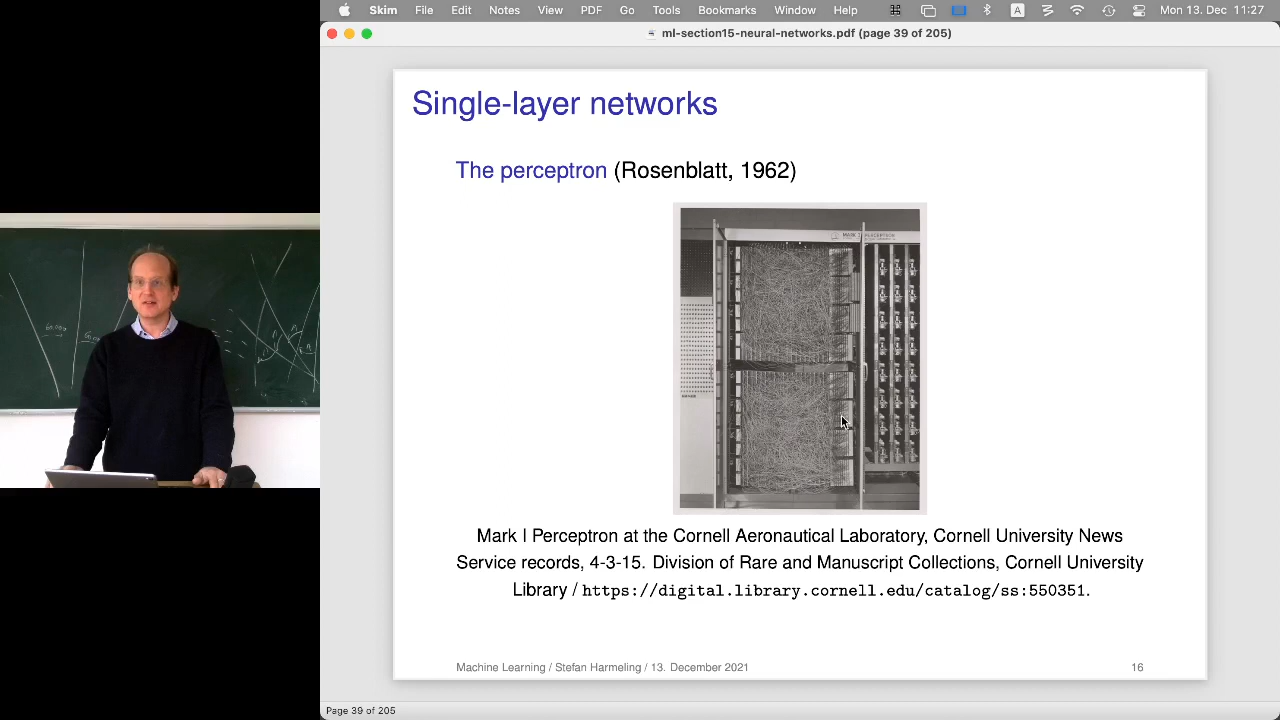 Skim File Edit Notes View PDF Go Tools Bookmarks Window Help A Mon 13. Dec 11:27
ml-section15-neural-networks.pdf (page 39 of 205)
Single-layer networks
The perceptron (Rosenblatt, 1962)
MARK I PERCEPTRON
Mark I Perceptron at the Cornell Aeronautical Laboratory, Cornell University News
Service records, 4-3-15. Division of Rare and Manuscript Collections, Cornell University
Library / https://digital.library.cornell.edu/catalog/ss:550351.
Machine Learning / Stefan Harmeling / 13. December 2021 16
Page 39 of 205